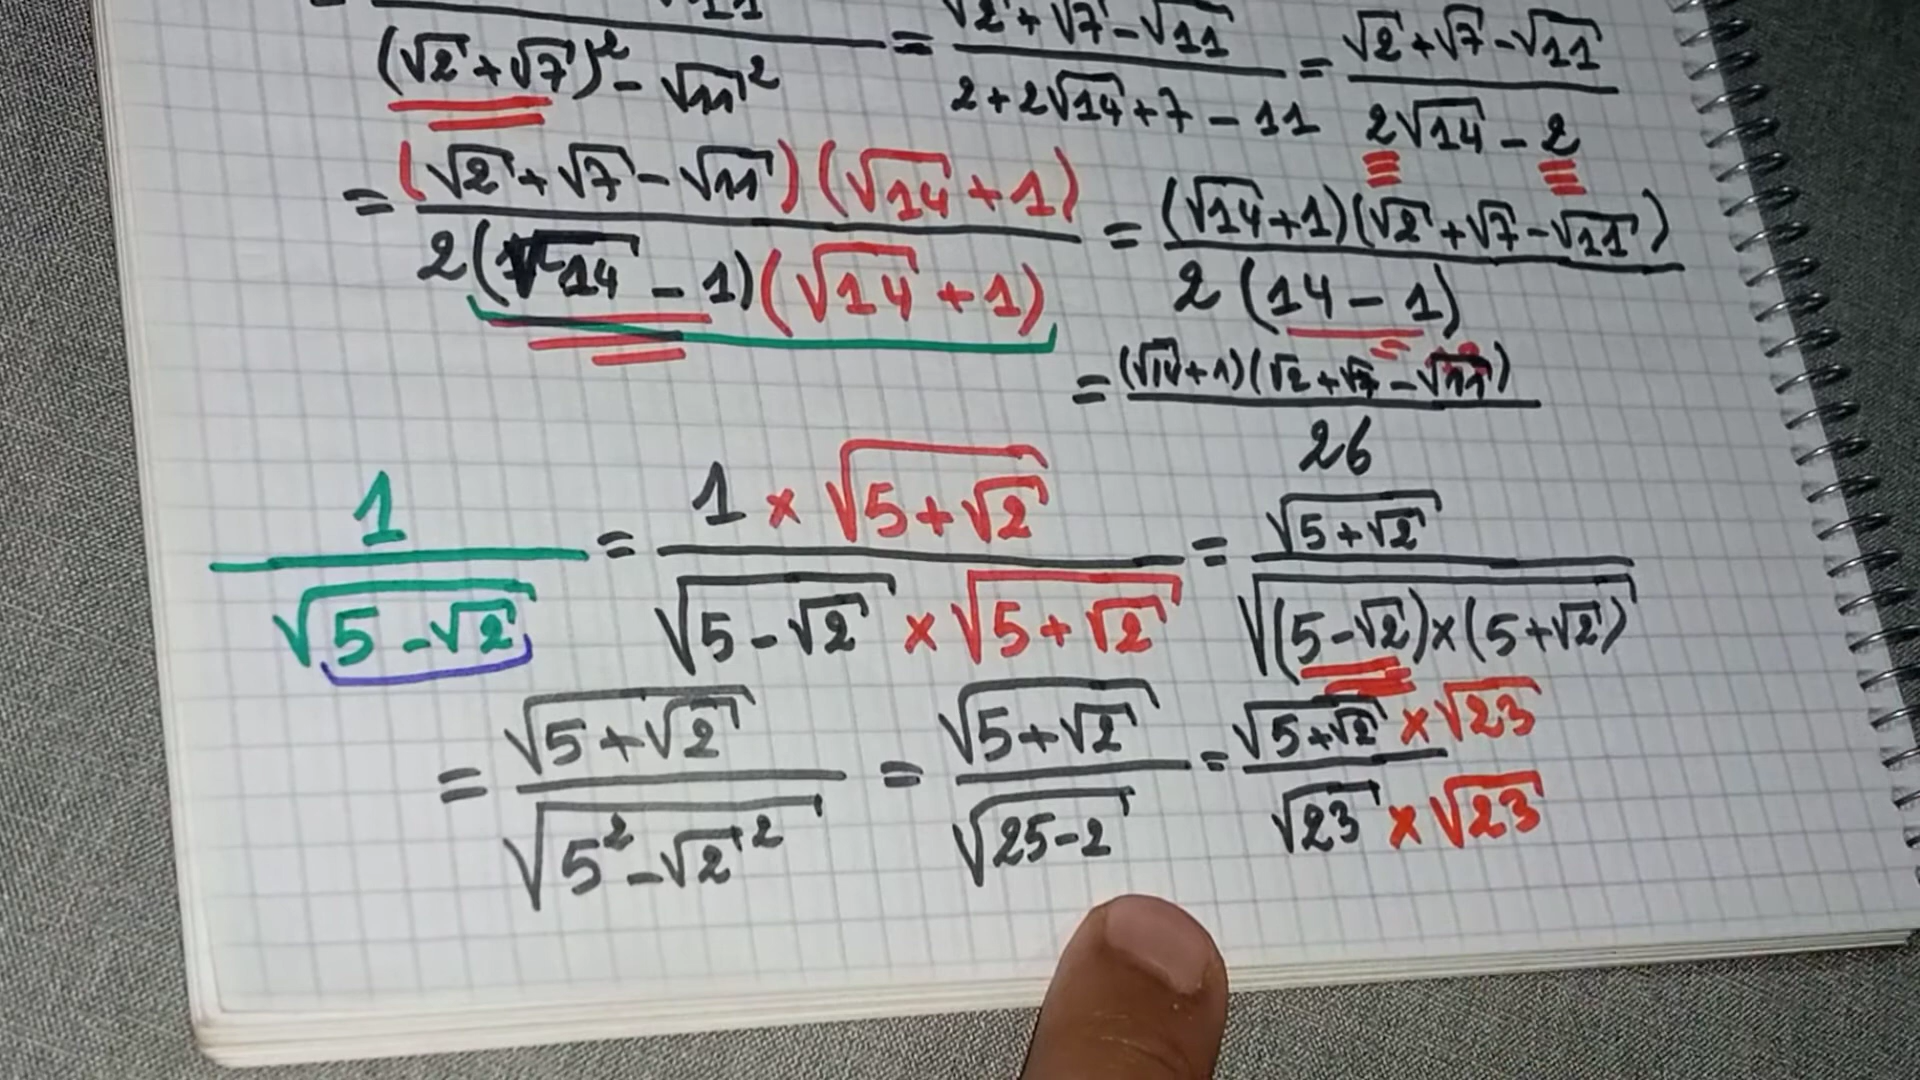 = √11 / ((√2 + √7)² - √11²) = (√2 + √7 - √11) / (2 + 2√14 + 7 - 11) = (√2 + √7 - √11) / (2√14 - 2)
= (√2 + √7 - √11)(√14 + 1) / (2(√14 - 1)(√14 + 1)) = (√14 + 1)(√2 + √7 - √11) / (2(14 - 1))
= (√14 + 1)(√2 + √7 - √11) / 26
1 / √(5 - √2) = (1 × √(5 + √2)) / (√(5 - √2) × √(5 + √2)) = √(5 + √2) / √((5 - √2) × (5 + √2))
= √(5 + √2) / √(5² - √2²) = √(5 + √2) / √(25 - 2) = (√(5 + √2) × √23) / (√23 × √23)